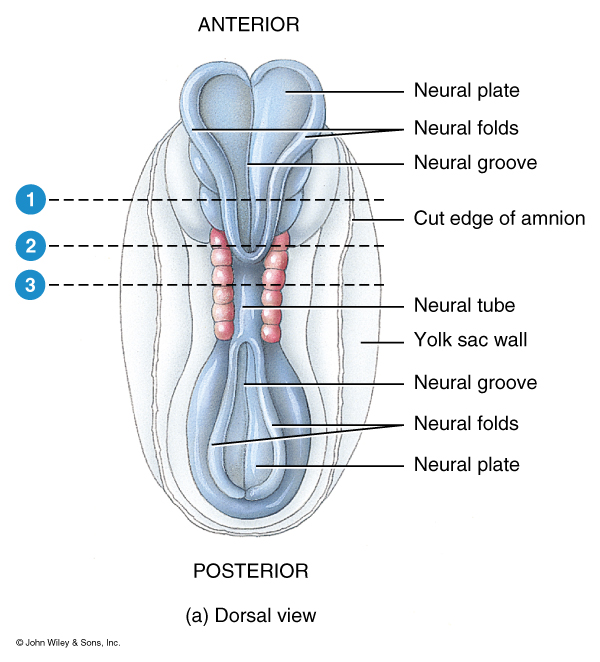 ANTERIOR
Neural plate
Neural folds
Neural groove
1
Cut edge of amnion
2
3
Neural tube
Yolk sac wall
Neural groove
Neural folds
Neural plate
POSTERIOR
(a) Dorsal view
© John Wiley & Sons, Inc.